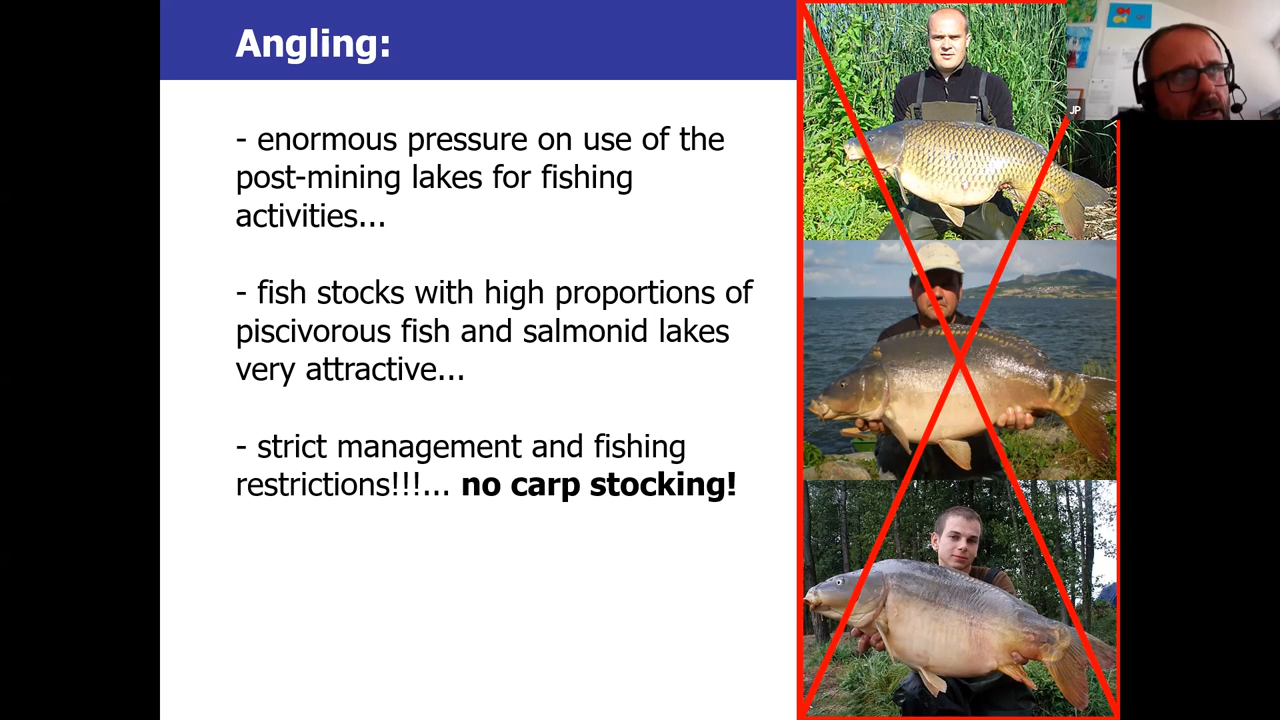 Angling:
- enormous pressure on use of the
post-mining lakes for fishing
activities...
- fish stocks with high proportions of
piscivorous fish and salmonid lakes
very attractive...
- strict management and fishing
restrictions!!!... no carp stocking!
JP